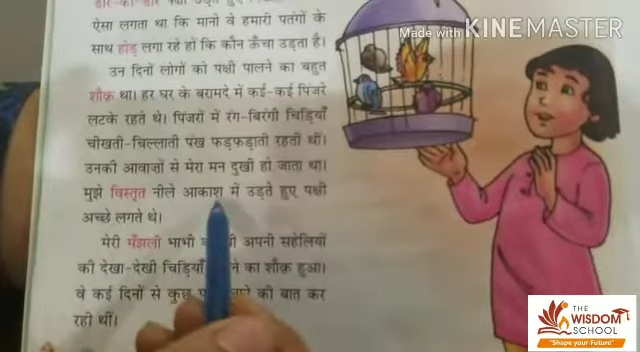 ऐसा लगता था कि मानो वे हमारी पतंगों के
साथ होड़ लगा रहे हों कि कौन ऊँचा उड़ता है।
उन दिनों लोगों को पक्षी पालने का बहुत
शौक़ था। हर घर के बरामदे में कई-कई पिंजरे
लटके रहते थे। पिंजरों में रंग-बिरंगी चिड़ियाँ
चीखती-चिल्लाती पंख फड़फड़ाती रहतीं थीं।
उनकी आवाज़ों से मेरा मन दुखी हो जाता था।
मुझे विस्तृत नीले आकाश में उड़ते हुए पक्षी
अच्छे लगते थे।
मेरी मँझली भाभी अपनी सहेलियों
की देखा-देखी चिड़ियाँ का शौक़ हुआ।
वे कई दिनों से कुछ की बात कर
रही थीं।
Made with KINEMASTER
THE
WISDOM
SCHOOL
"Shape your Future"